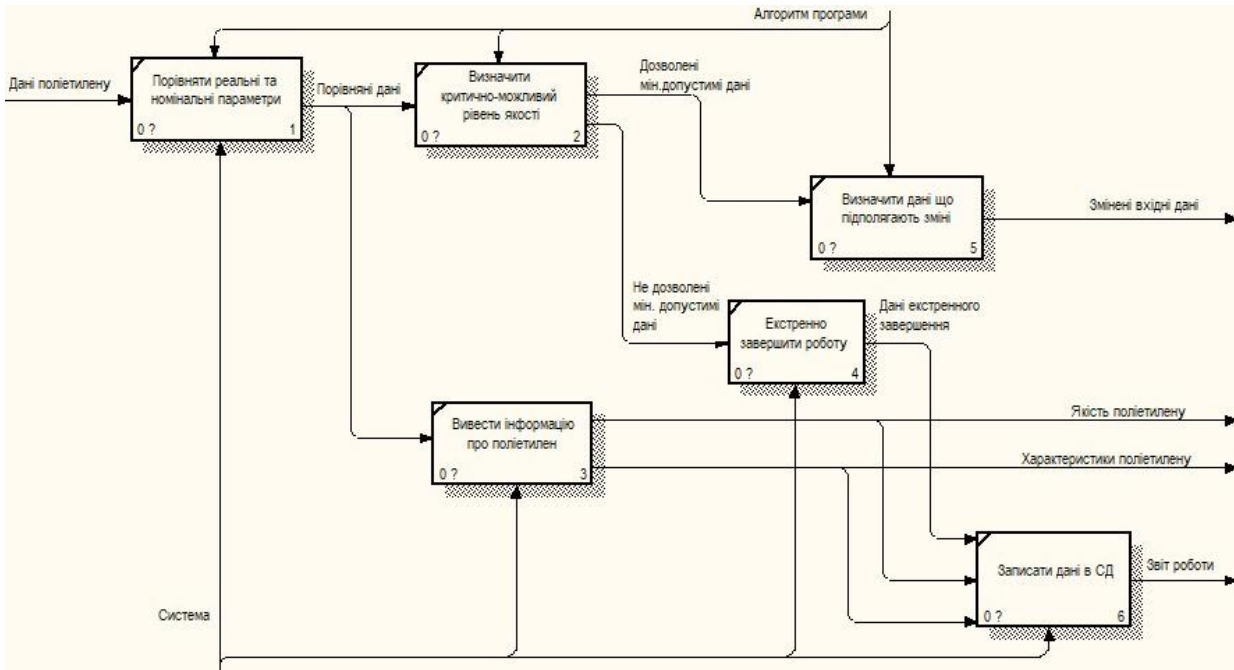 Алгоритм програми
Дані поліетилену
Порівняти реальні та
номінальні параметри
0 ?
1
Порівняні дані
Визначити
критично-можливий
рівень якості
0 ?
2
Дозволені
мін.допустимі дані
Визначити дані що
підполягають зміні
0 ?
5
Змінені вхідні дані
Не дозволені
мін. допустимі
дані
Екстренно
завершити роботу
0 ?
4
Дані екстренного
завершення
Вивести інформацію
про поліетилен
0 ?
3
Якість поліетилену
Характеристики поліетилену
Записати дані в СД
0 ?
6
Звіт роботи
Система